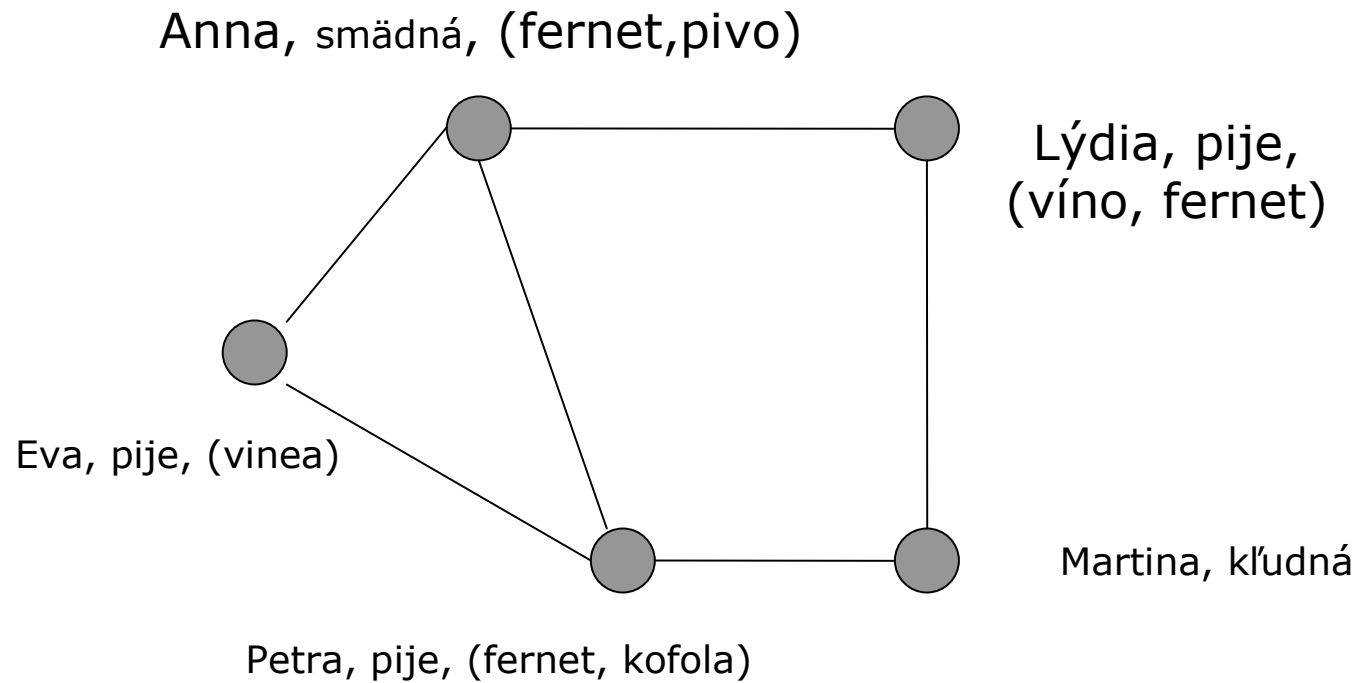 Anna, smädná, (fernet,pivo)
Lýdia, pije,
(víno, fernet)
Eva, pije, (vinea)
Martina, kľudná
Petra, pije, (fernet, kofola)